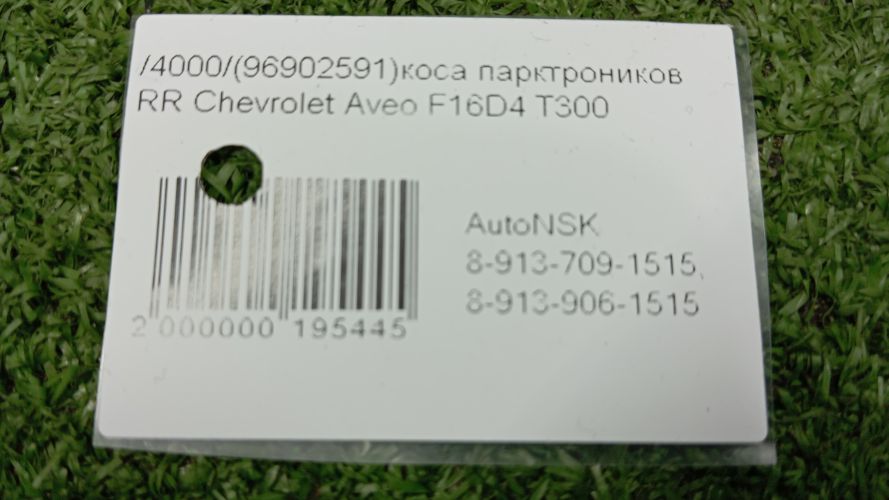 /4000/(96902591)коса парктроников
RR Chevrolet Aveo F16D4 T300
AutoNSK
8-913-709-1515,
8-913-906-1515
2 000000 195445